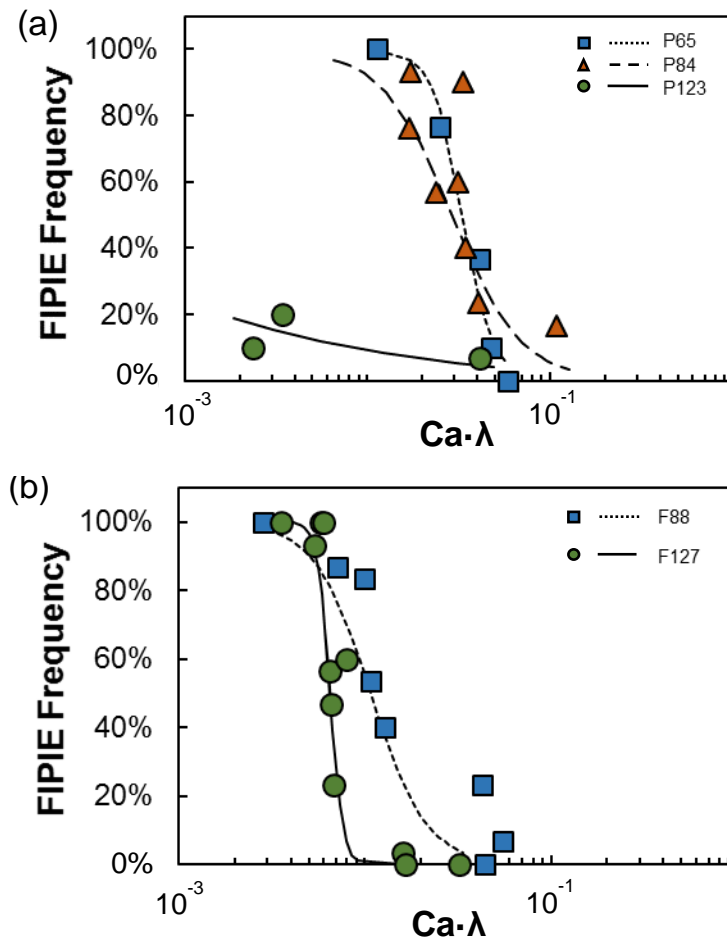 (a)
100%
80%
60%
40%
20%
0%
FIPIE Frequency
P65
P84
P123
10⁻³
10⁻¹
Ca·λ
(b)
100%
80%
60%
40%
20%
0%
FIPIE Frequency
F88
F127
10⁻³
10⁻¹
Ca·λ